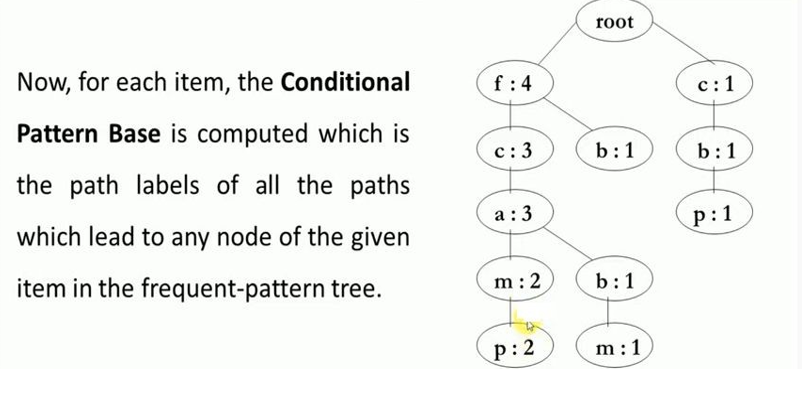 Now, for each item, the Conditional
Pattern Base is computed which is
the path labels of all the paths
which lead to any node of the given
item in the frequent-pattern tree.
root
f : 4
c : 1
c : 3
b : 1
b : 1
a : 3
p : 1
m : 2
b : 1
p : 2
m : 1